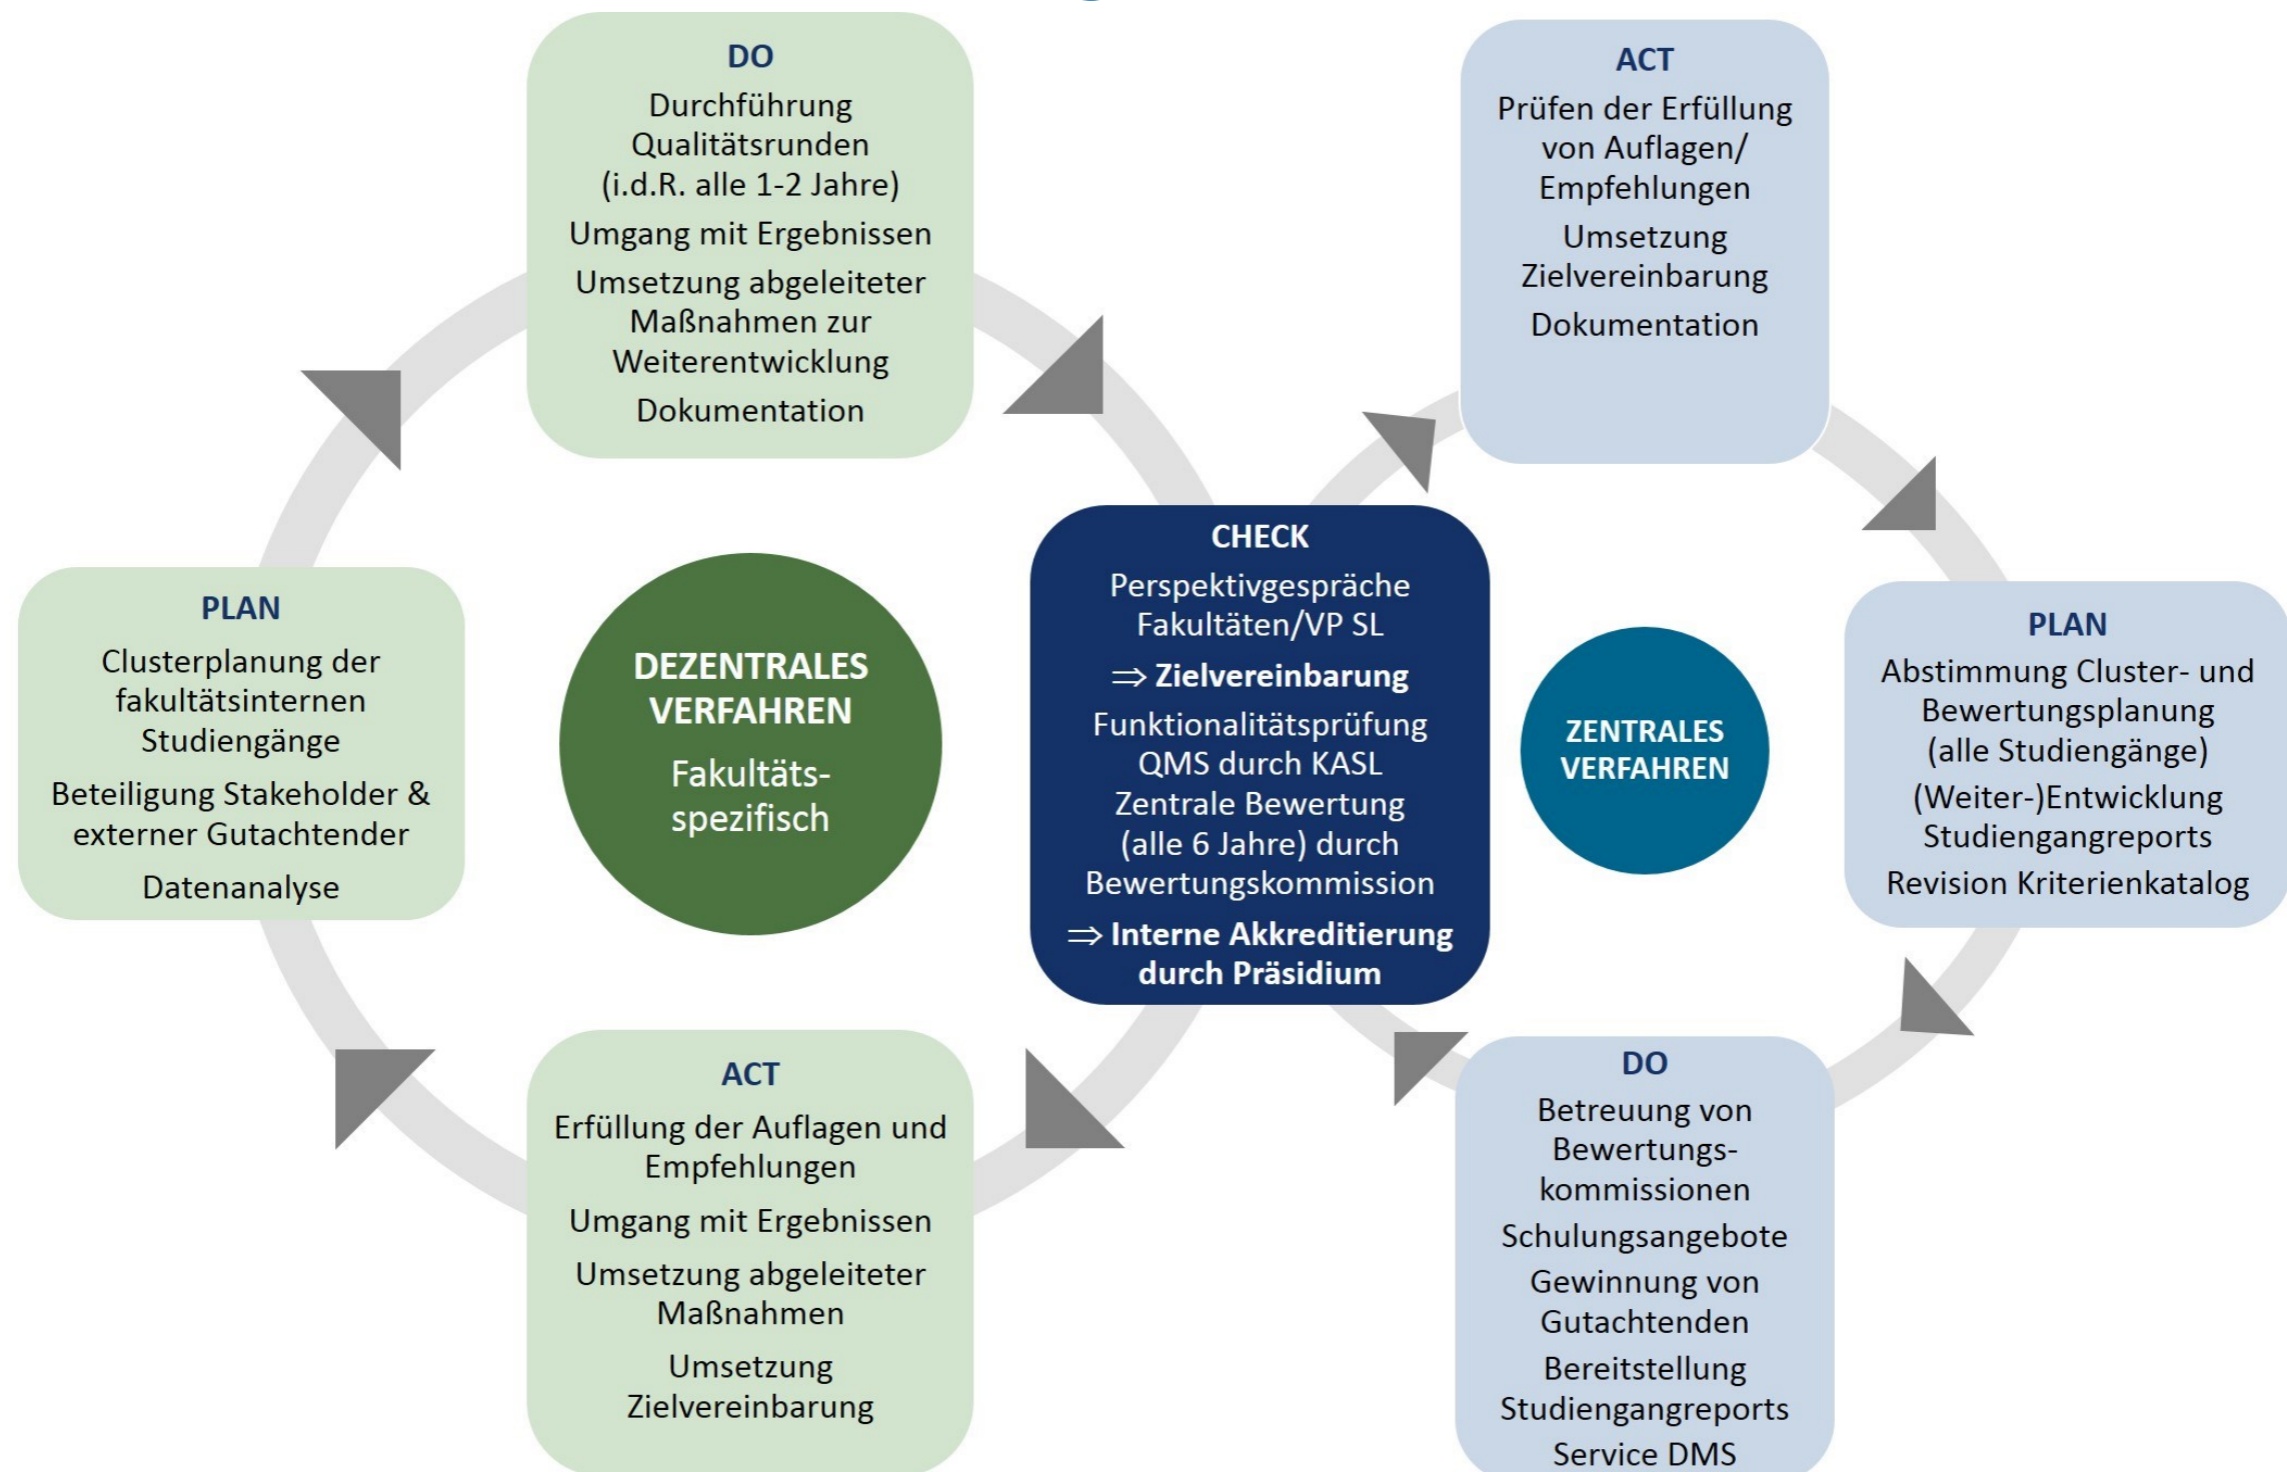 DO
Durchführung
Qualitätsrunden
(i.d.R. alle 1-2 Jahre)
Umgang mit Ergebnissen
Umsetzung abgeleiteter
Maßnahmen zur
Weiterentwicklung
Dokumentation
ACT
Prüfen der Erfüllung
von Auflagen/
Empfehlungen
Umsetzung
Zielvereinbarung
Dokumentation
PLAN
Clusterplanung der
fakultätsinternen
Studiengänge
Beteiligung Stakeholder &
externer Gutachtender
Datenanalyse
DEZENTRALES
VERFAHREN
Fakultäts-
spezifisch
CHECK
Perspektivgespräche
Fakultäten/VP SL
⇒ Zielvereinbarung
Funktionalitätsprüfung
QMS durch KASL
Zentrale Bewertung
(alle 6 Jahre) durch
Bewertungskommission
⇒ Interne Akkreditierung
durch Präsidium
ZENTRALES
VERFAHREN
PLAN
Abstimmung Cluster- und
Bewertungsplanung
(alle Studiengänge)
(Weiter-)Entwicklung
Studiengangreports
Revision Kriterienkatalog
ACT
Erfüllung der Auflagen und
Empfehlungen
Umgang mit Ergebnissen
Umsetzung abgeleiteter
Maßnahmen
Umsetzung
Zielvereinbarung
DO
Betreuung von
Bewertungs-
kommissionen
Schulungsangebote
Gewinnung von
Gutachtenden
Bereitstellung
Studiengangreports
Service DMS